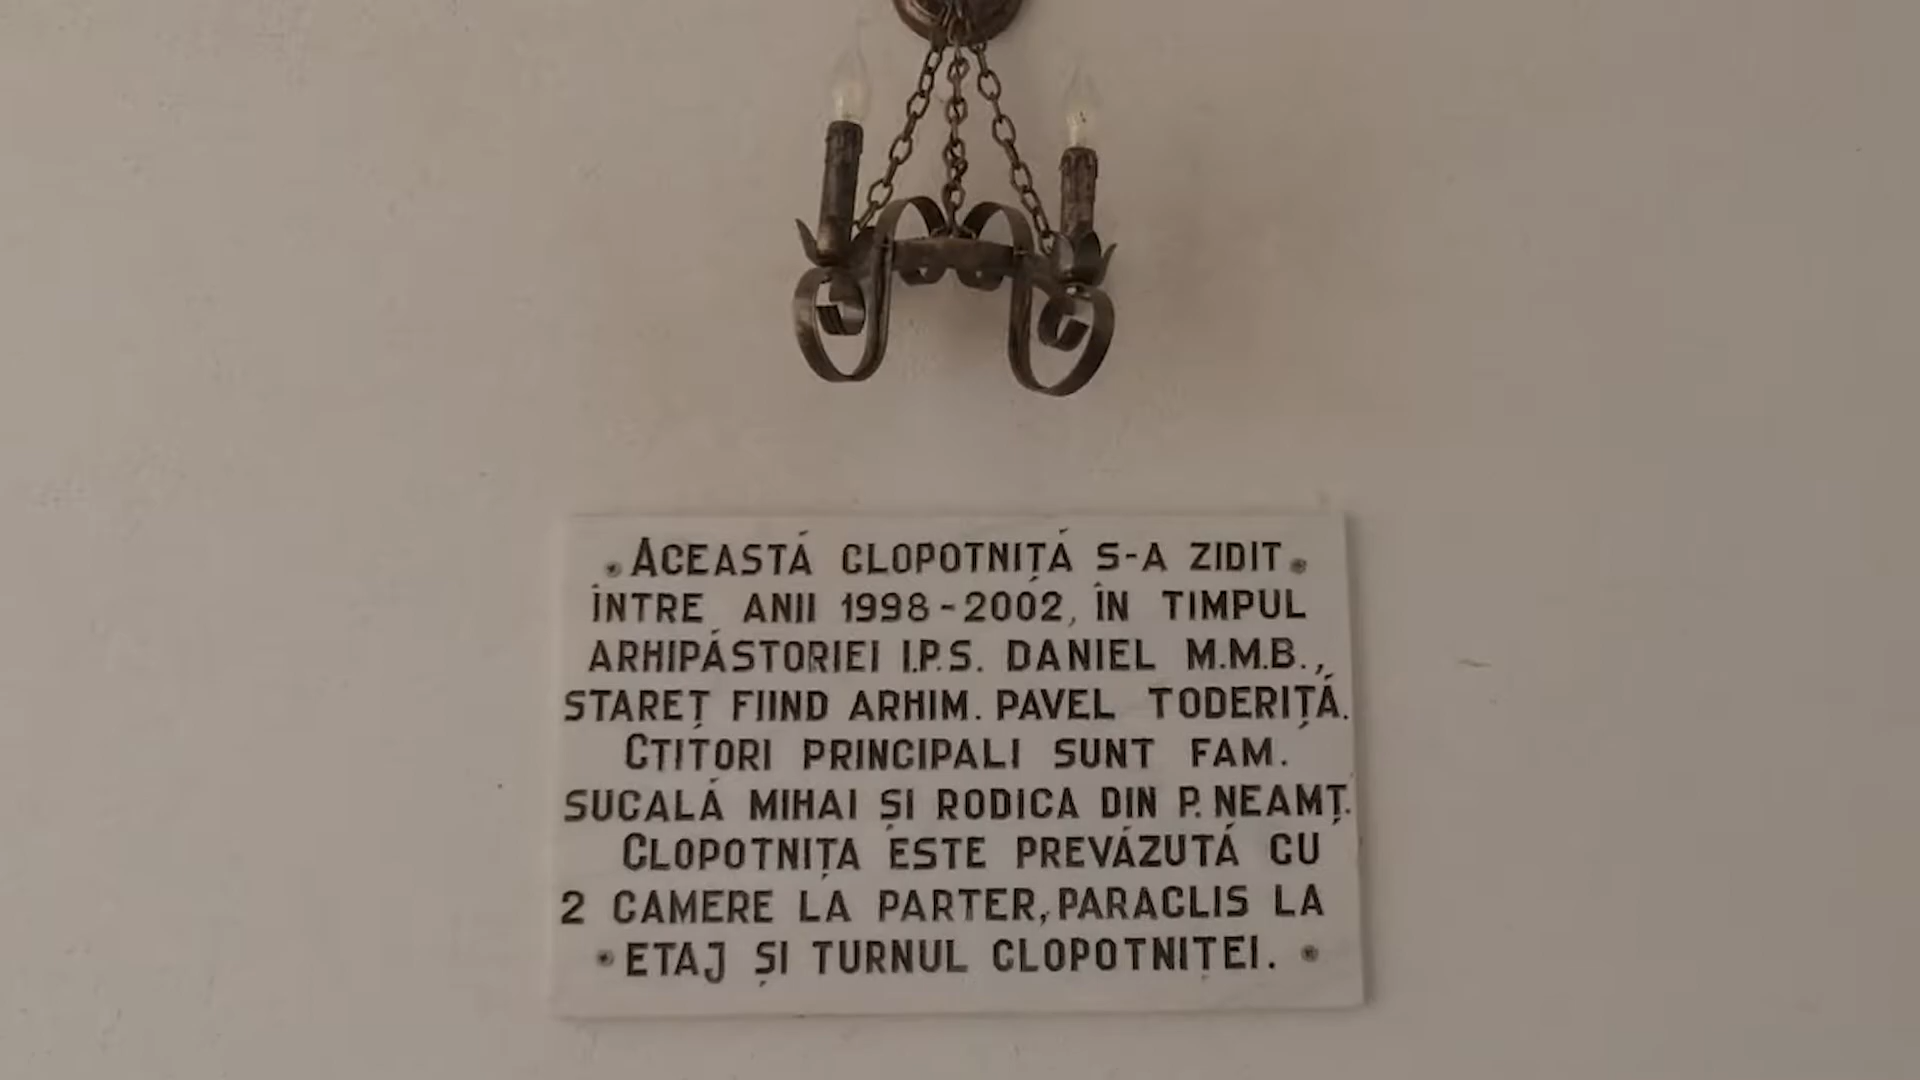 ACEASTĂ CLOPOTNIȚĂ S-A ZIDIT
ÎNTRE ANII 1998-2002, ÎN TIMPUL
ARHIPĂSTORIEI I.P.S. DANIEL M.M.B.,
STAREȚ FIIND ARHIM. PAVEL TODERIȚĂ.
CTITORI PRINCIPALI SUNT FAM.
SUCALĂ MIHAI ȘI RODICA DIN P. NEAMȚ.
CLOPOTNIȚA ESTE PREVĂZUTĂ CU
2 CAMERE LA PARTER, PARACLIS LA
ETAJ ȘI TURNUL CLOPOTNIȚEI.